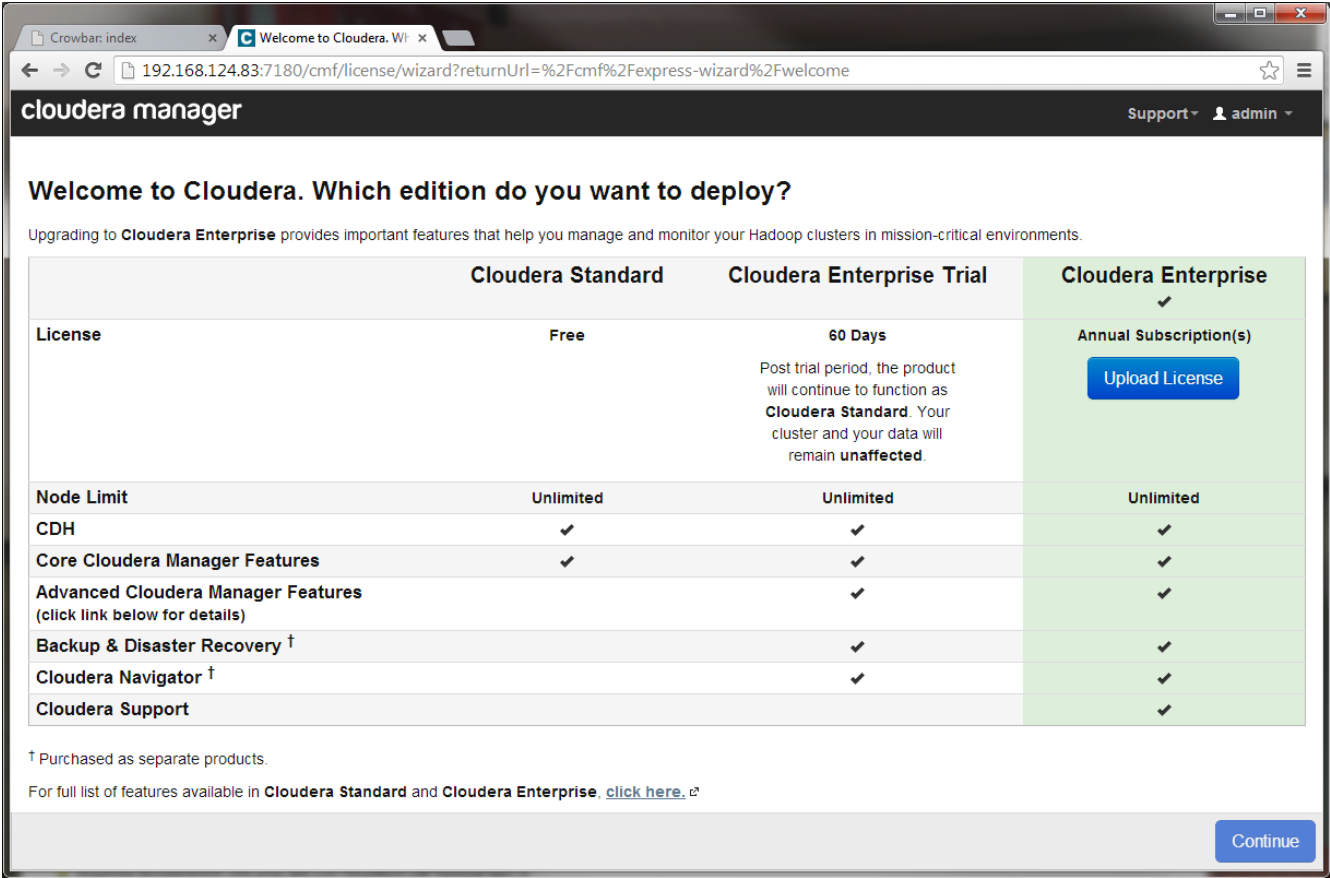 Crowbar: index
Welcome to Cloudera. Wh
192.168.124.83:7180/cmf/license/wizard?returnUrl=%2Fcmf%2Fexpress-wizard%2Fwelcome
cloudera manager
Support admin
Welcome to Cloudera. Which edition do you want to deploy?
Upgrading to Cloudera Enterprise provides important features that help you manage and monitor your Hadoop clusters in mission-critical environments.
Cloudera Standard Cloudera Enterprise Trial Cloudera Enterprise
✔
License Free 60 Days Annual Subscription(s)
Post trial period, the product
will continue to function as
Cloudera Standard. Your
cluster and your data will
remain unaffected.
Upload License
Node Limit Unlimited Unlimited Unlimited
CDH ✔ ✔ ✔
Core Cloudera Manager Features ✔ ✔ ✔
Advanced Cloudera Manager Features ✔ ✔
(click link below for details)
Backup & Disaster Recovery † ✔ ✔
Cloudera Navigator † ✔ ✔
Cloudera Support ✔
† Purchased as separate products.
For full list of features available in Cloudera Standard and Cloudera Enterprise, click here.
Continue